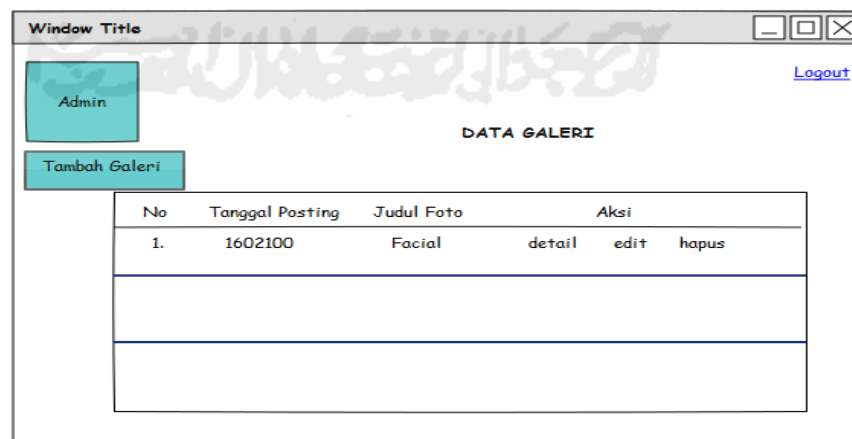 Window Title
Logout
Admin
DATA GALERI
Tambah Galeri
No Tanggal Posting Judul Foto Aksi
1. 1602100 Facial detail edit hapus